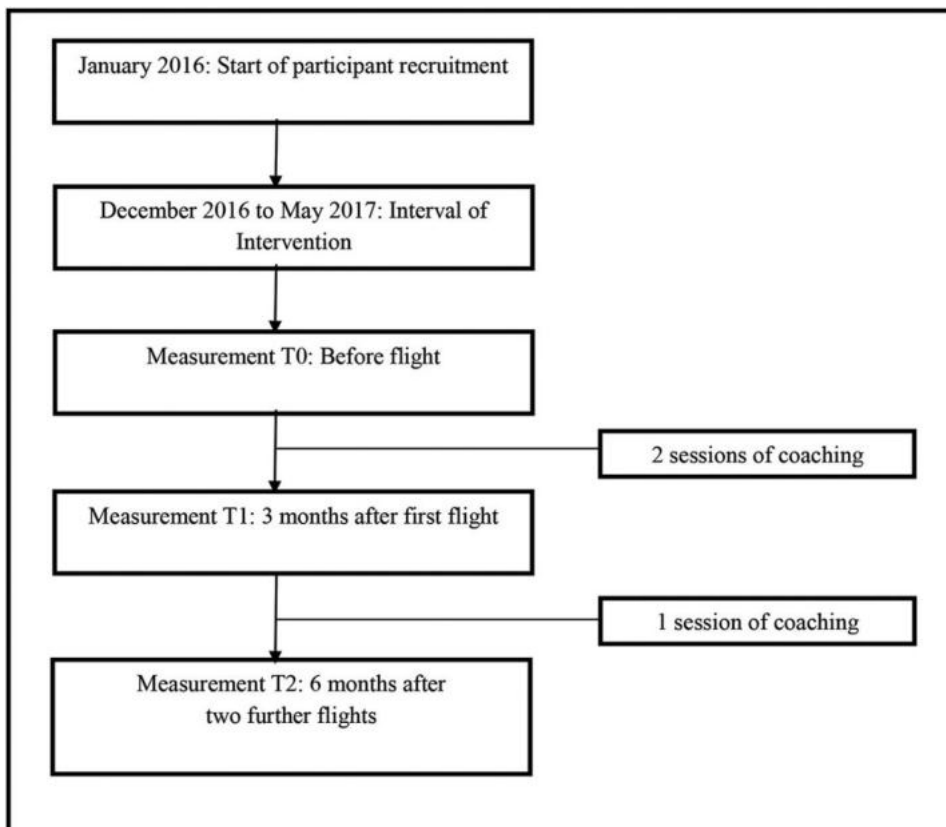 January 2016: Start of participant recruitment
December 2016 to May 2017: Interval of
Intervention
Measurement T0: Before flight
2 sessions of coaching
Measurement T1: 3 months after first flight
1 session of coaching
Measurement T2: 6 months after
two further flights